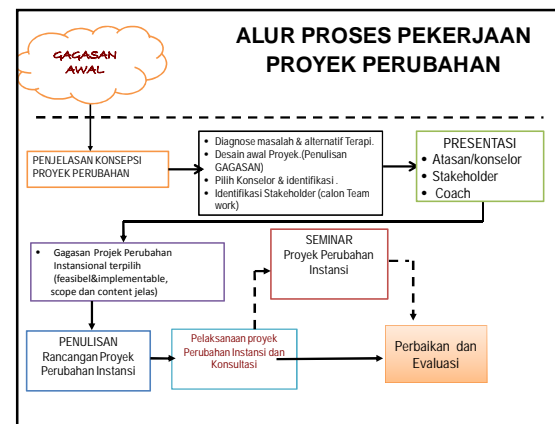 ALUR PROSES PEKERJAAN
PROYEK PERUBAHAN
GAGASAN
AWAL
PENJELASAN KONSEPSI
PROYEK PERUBAHAN
• Diagnose masalah & alternatif Terapi.
• Desain awal Proyek.(Penulisan
GAGASAN)
• Pilih Konselor & identifikasi .
• Identifikasi Stakeholder (calon Team
work)
PRESENTASI
• Atasan/konselor
• Stakeholder
• Coach
• Gagasan Projek Perubahan
Instansional terpilih
(feasibel&implementable,
scope dan content jelas)
SEMINAR
Proyek Perubahan
Instansi
PENULISAN
Rancangan Proyek
Perubahan Instansi
Pelaksanaan proyek
Perubahan Instansi dan
Konsultasi
Perbaikan dan
Evaluasi